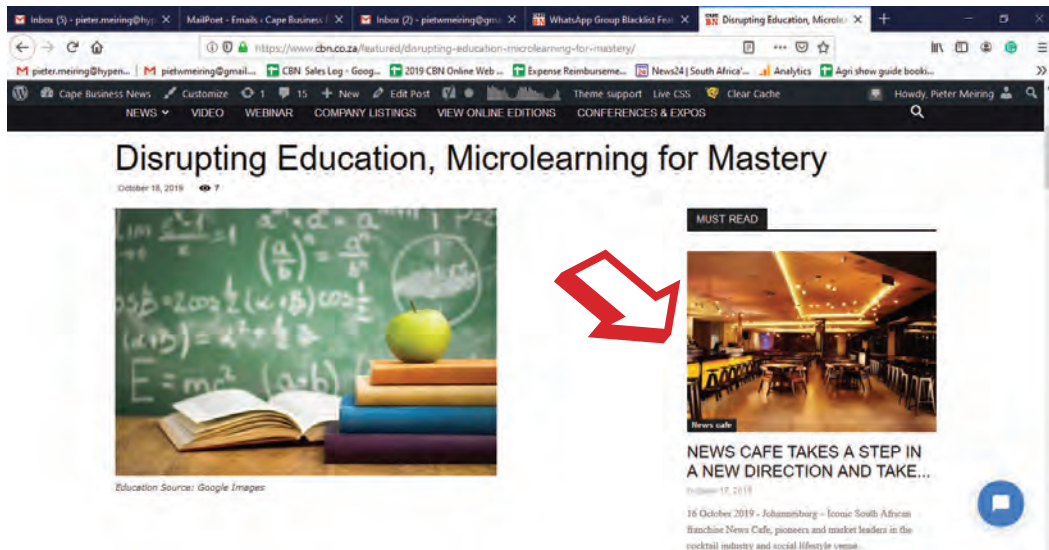 Inbox (5) - pieter.meiring@hyp
MailPoet - Emails ‹ Cape Business
Inbox (2) - pietwmeiring@gm
WhatsApp Group Blacklist Fea
Disrupting Education, Microle
https://www.cbn.co.za/featured/disrupting-education-microlearning-for-mastery/
pieter.meiring@hypen...
pietwmeiring@gmail...
CBN Sales Log - Goog...
2019 CBN Online Web ...
Expense Reimburseme...
News24 | South Africa'...
Analytics
Agri show guide booki...
Cape Business News
Customize
1
15
New
Edit Post
Theme support
Live CSS
Clear Cache
Howdy, Pieter Meiring
NEWS
VIDEO
WEBINAR
COMPANY LISTINGS
VIEW ONLINE EDITIONS
CONFERENCES & EXPOS
Disrupting Education, Microlearning for Mastery
October 18, 2019
7
MUST READ
News cafe
NEWS CAFE TAKES A STEP IN
A NEW DIRECTION AND TAKE...
October 17, 2019
16 October 2019 - Johannesburg - Iconic South African
franchise News Cafe, pioneers and market leaders in the
cocktail industry and social lifestyle venue
Education Source: Google Images